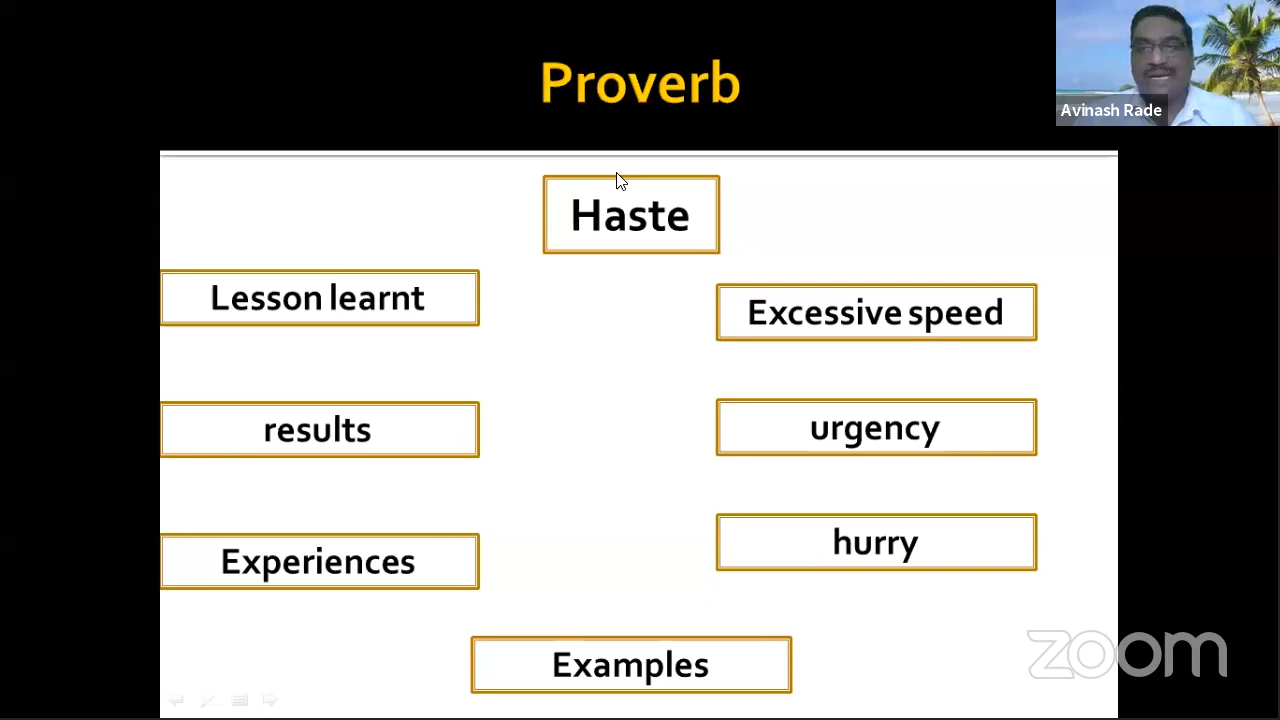 Proverb
Avinash Rade
Haste
Lesson learnt
Excessive speed
results
urgency
Experiences
hurry
Examples
zoom